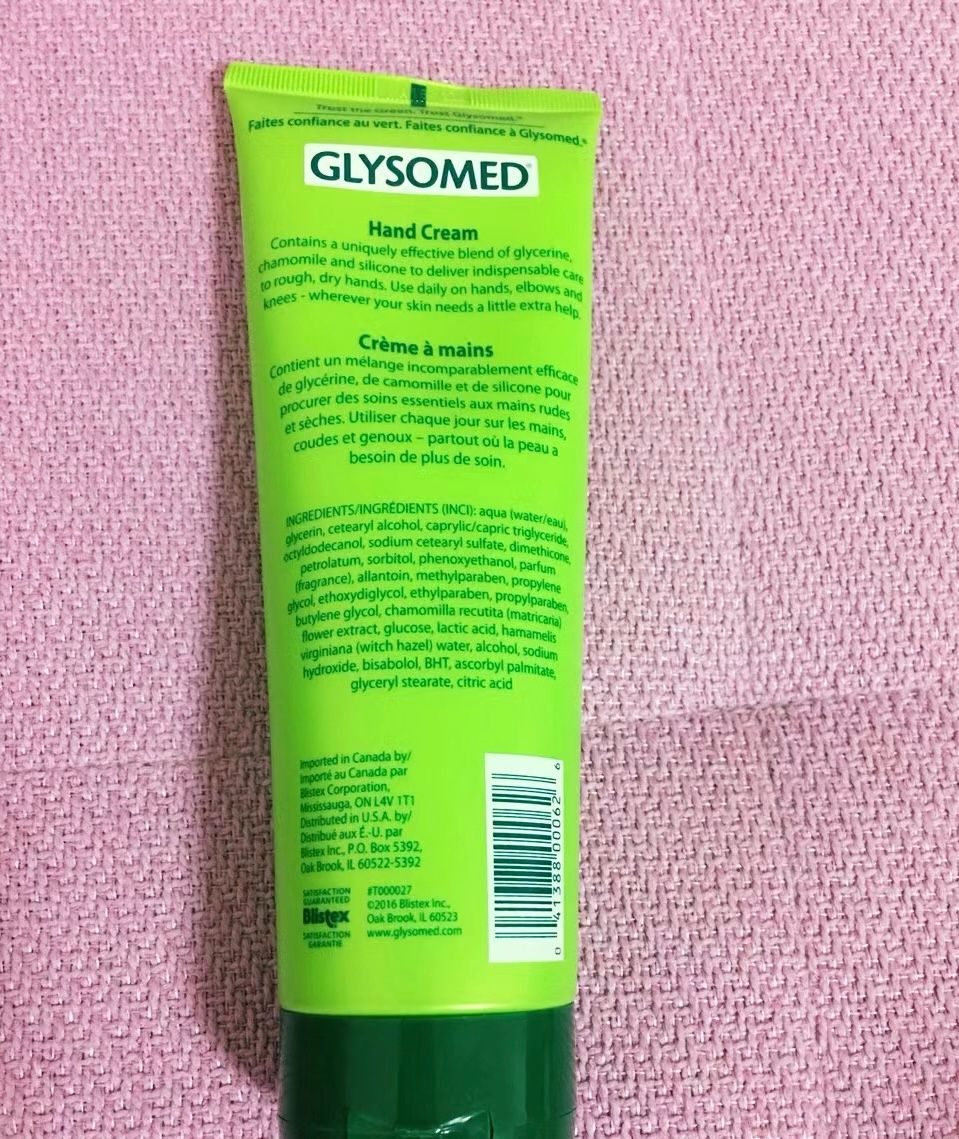 Trust the Green. Trust Glysomed.™
Faites confiance au vert. Faites confiance à Glysomed.®
GLYSOMED®
Hand Cream
Contains a uniquely effective blend of glycerine,
chamomile and silicone to deliver indispensable care
to rough, dry hands. Use daily on hands, elbows and
knees - wherever your skin needs a little extra help.
Crème à mains
Contient un mélange incomparablement efficace
de glycérine, de camomille et de silicone pour
procurer des soins essentiels aux mains rudes
et sèches. Utiliser chaque jour sur les mains,
coudes et genoux – partout où la peau a
besoin de plus de soin.
INGREDIENTS/INGRÉDIENTS (INCI): aqua (water/eau),
glycerin, cetearyl alcohol, caprylic/capric triglyceride,
octyldodecanol, sodium cetearyl sulfate, dimethicone,
petrolatum, sorbitol, phenoxyethanol, parfum
(fragrance), allantoin, methylparaben, propylene
glycol, ethoxydiglycol, ethylparaben, propylparaben,
butylene glycol, chamomilla recutita (matricaria)
flower extract, glucose, lactic acid, hamamelis
virginiana (witch hazel) water, alcohol, sodium
hydroxide, bisabolol, BHT, ascorbyl palmitate,
glyceryl stearate, citric acid
Imported in Canada by/
Importé au Canada par
Blistex Corporation,
Mississauga, ON L4V 1T1
Distributed in U.S.A. by/
Distribué aux É.-U. par
Blistex Inc., P.O. Box 5392,
Oak Brook, IL 60522-5392
SATISFACTION
GUARANTEED
Blistex
SATISFACTION
GARANTIE
#T000027
©2016 Blistex Inc.,
Oak Brook, IL 60523
www.glysomed.com
0 41388 00062 6